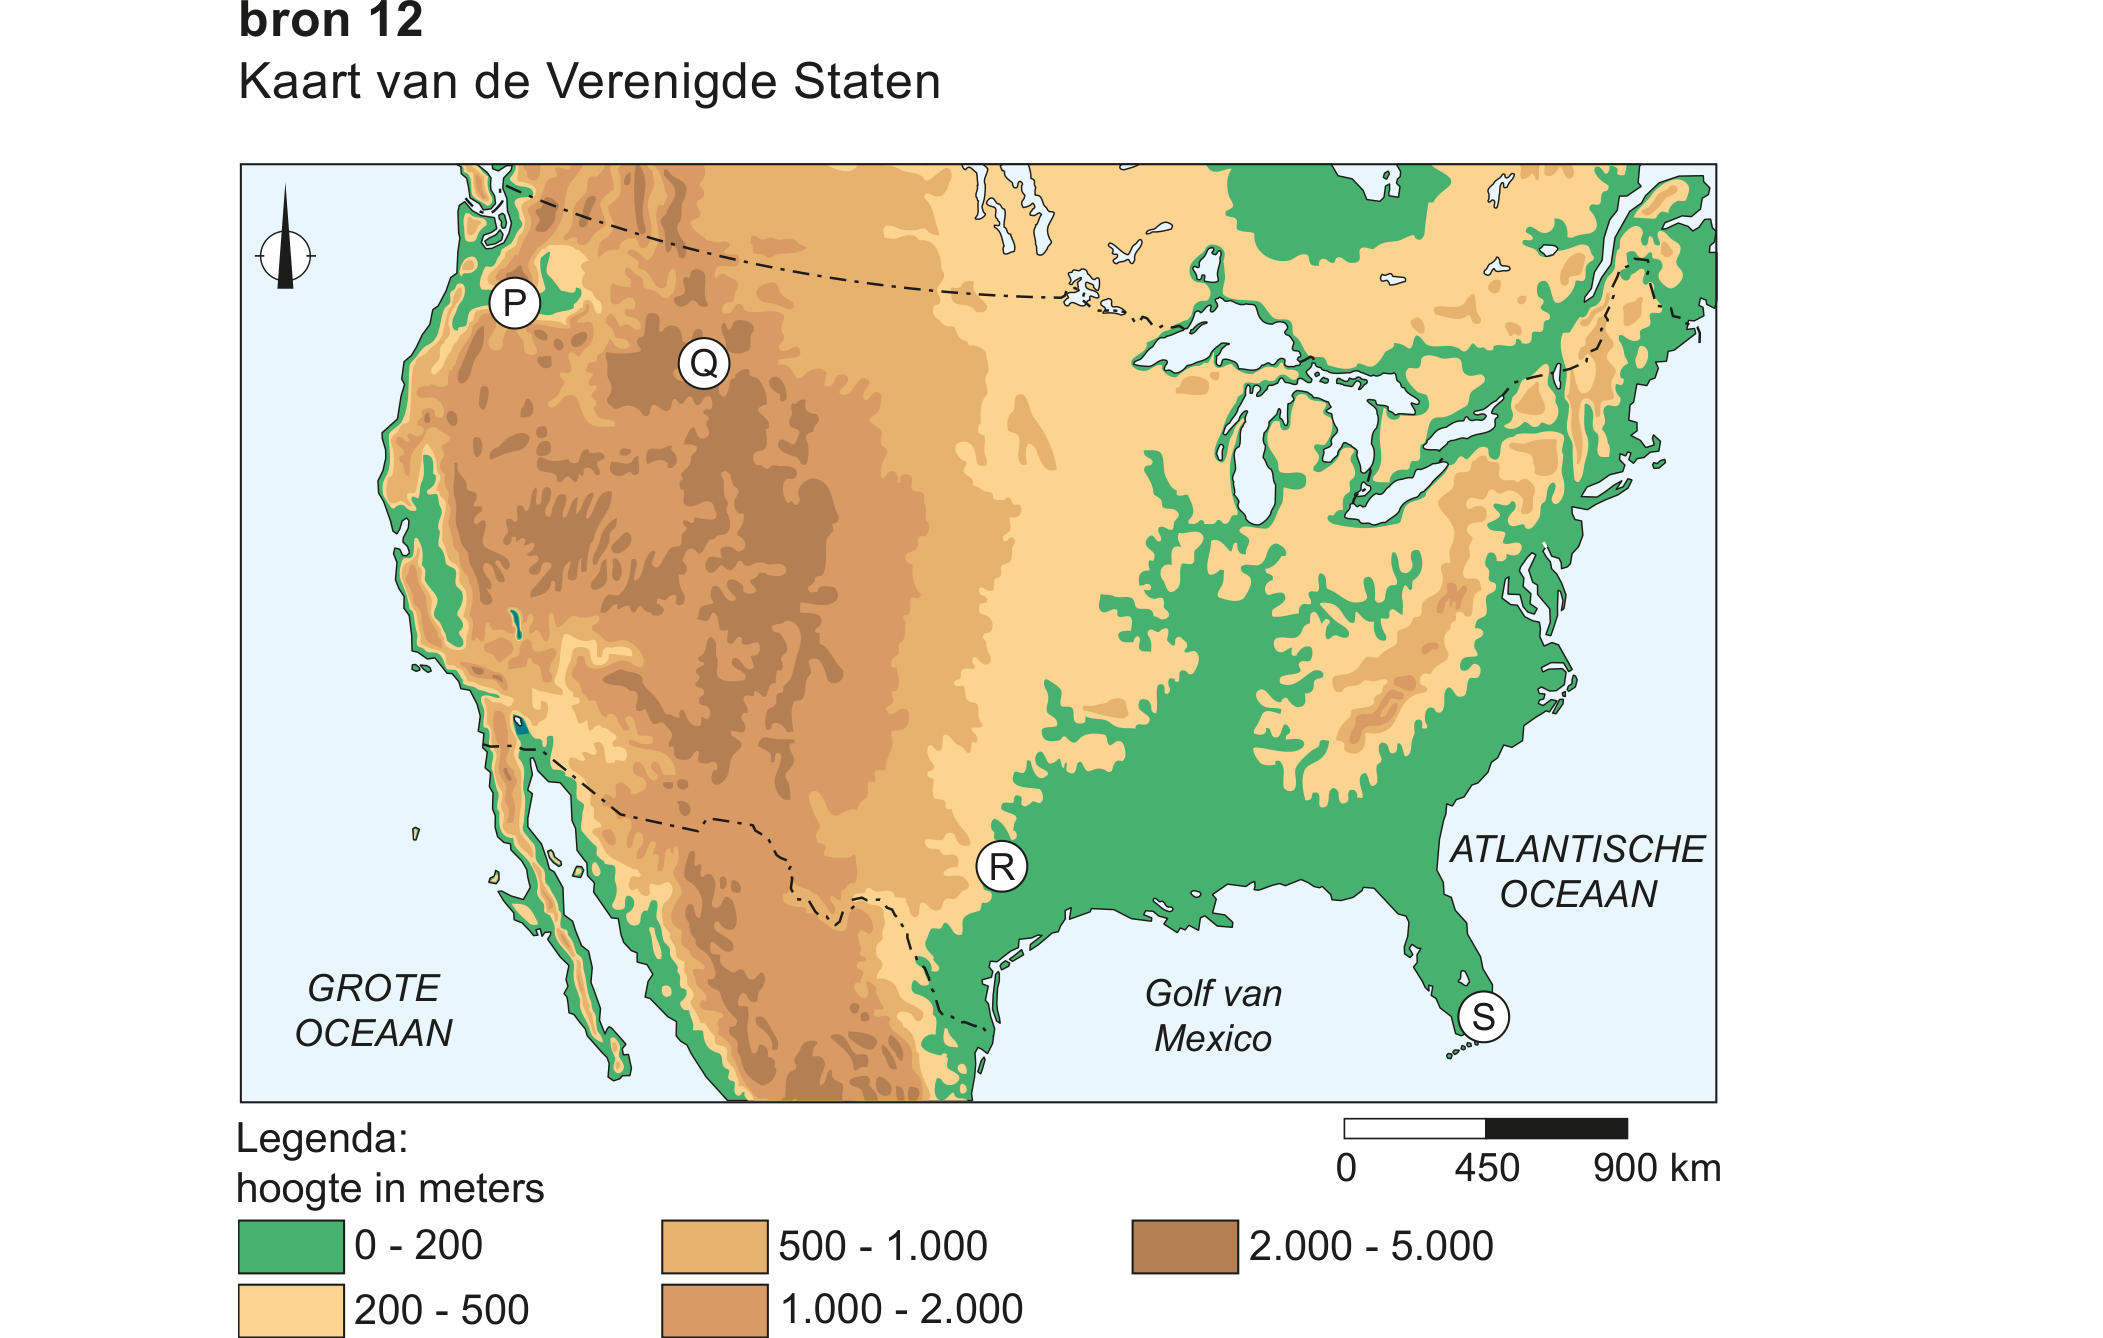 bron 12
Kaart van de Verenigde Staten
P
Q
R
S
ATLANTISCHE
OCEAAN
GROTE
OCEAAN
Golf van
Mexico
Legenda:
hoogte in meters
0 450 900 km
0 - 200
500 - 1.000
2.000 - 5.000
200 - 500
1.000 - 2.000